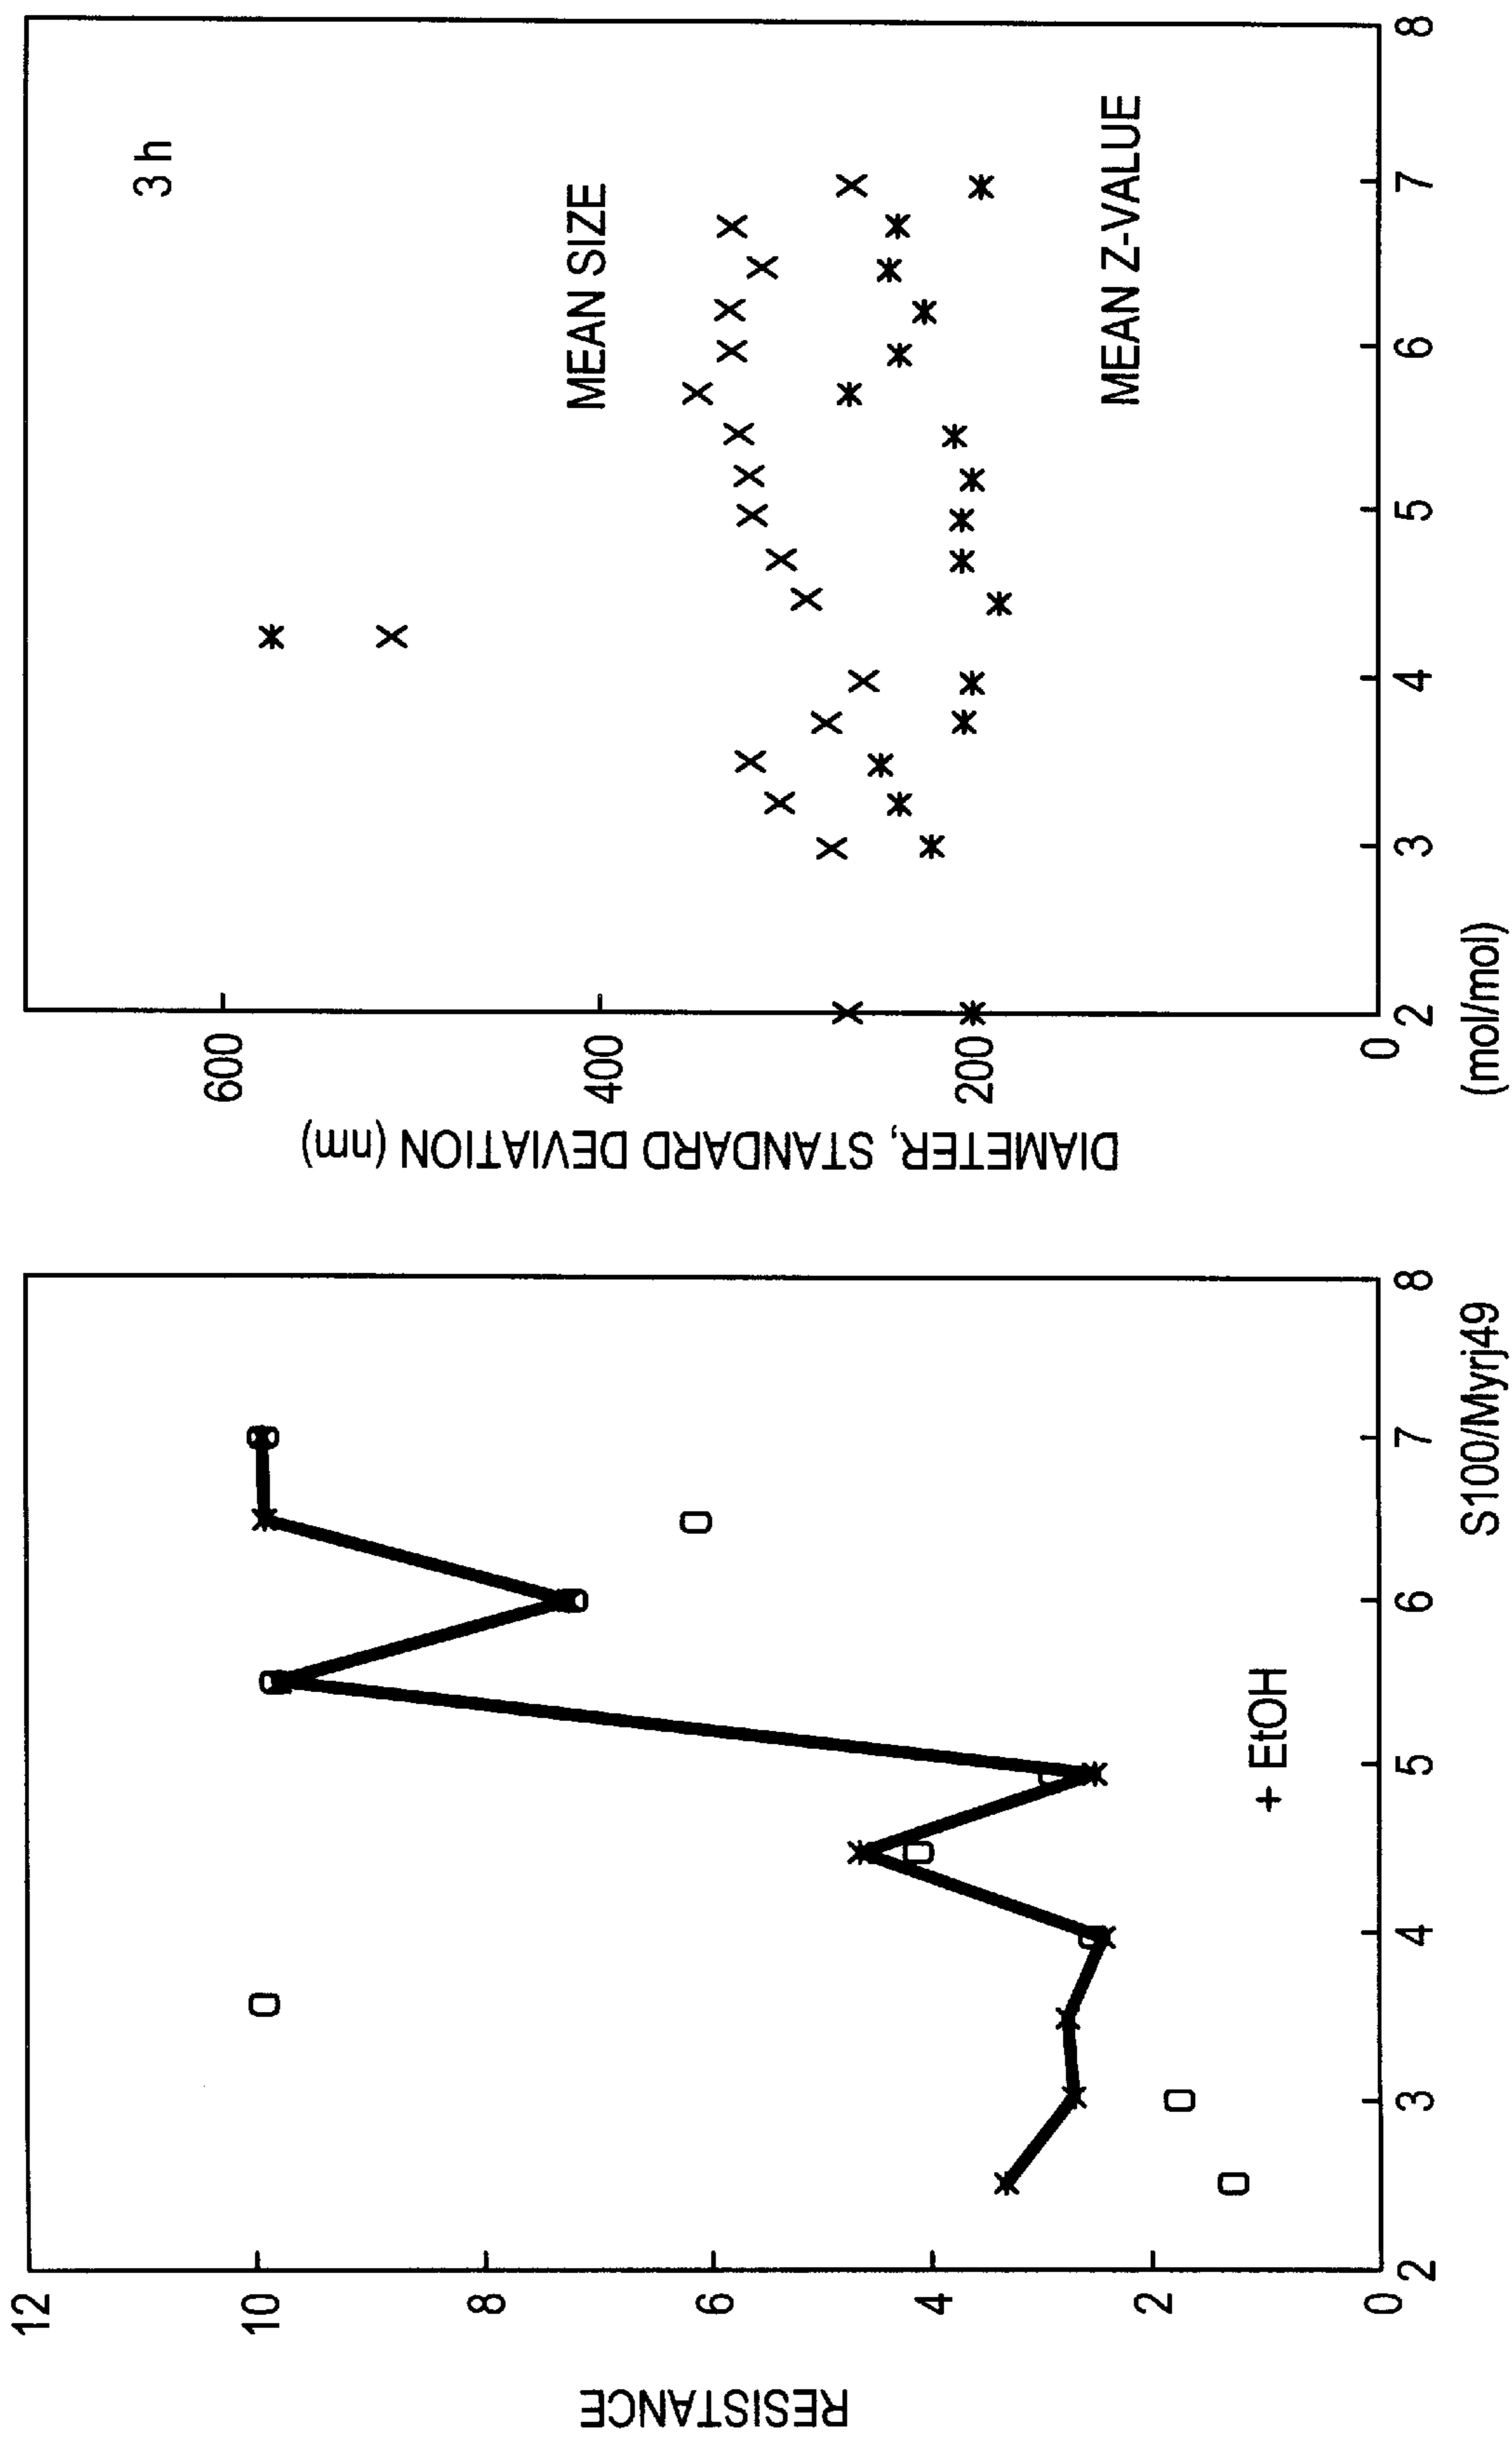 RESISTANCE
12
10
8
6
4
2
0
+ EtOH
2 3 4 5 6 7 8
S100/Myrj49
DIAMETER, STANDARD DEVIATION (nm)
600
400
200
0
3 h
MEAN SIZE
MEAN Z-VALUE
2 3 4 5 6 7 8
(mol/mol)